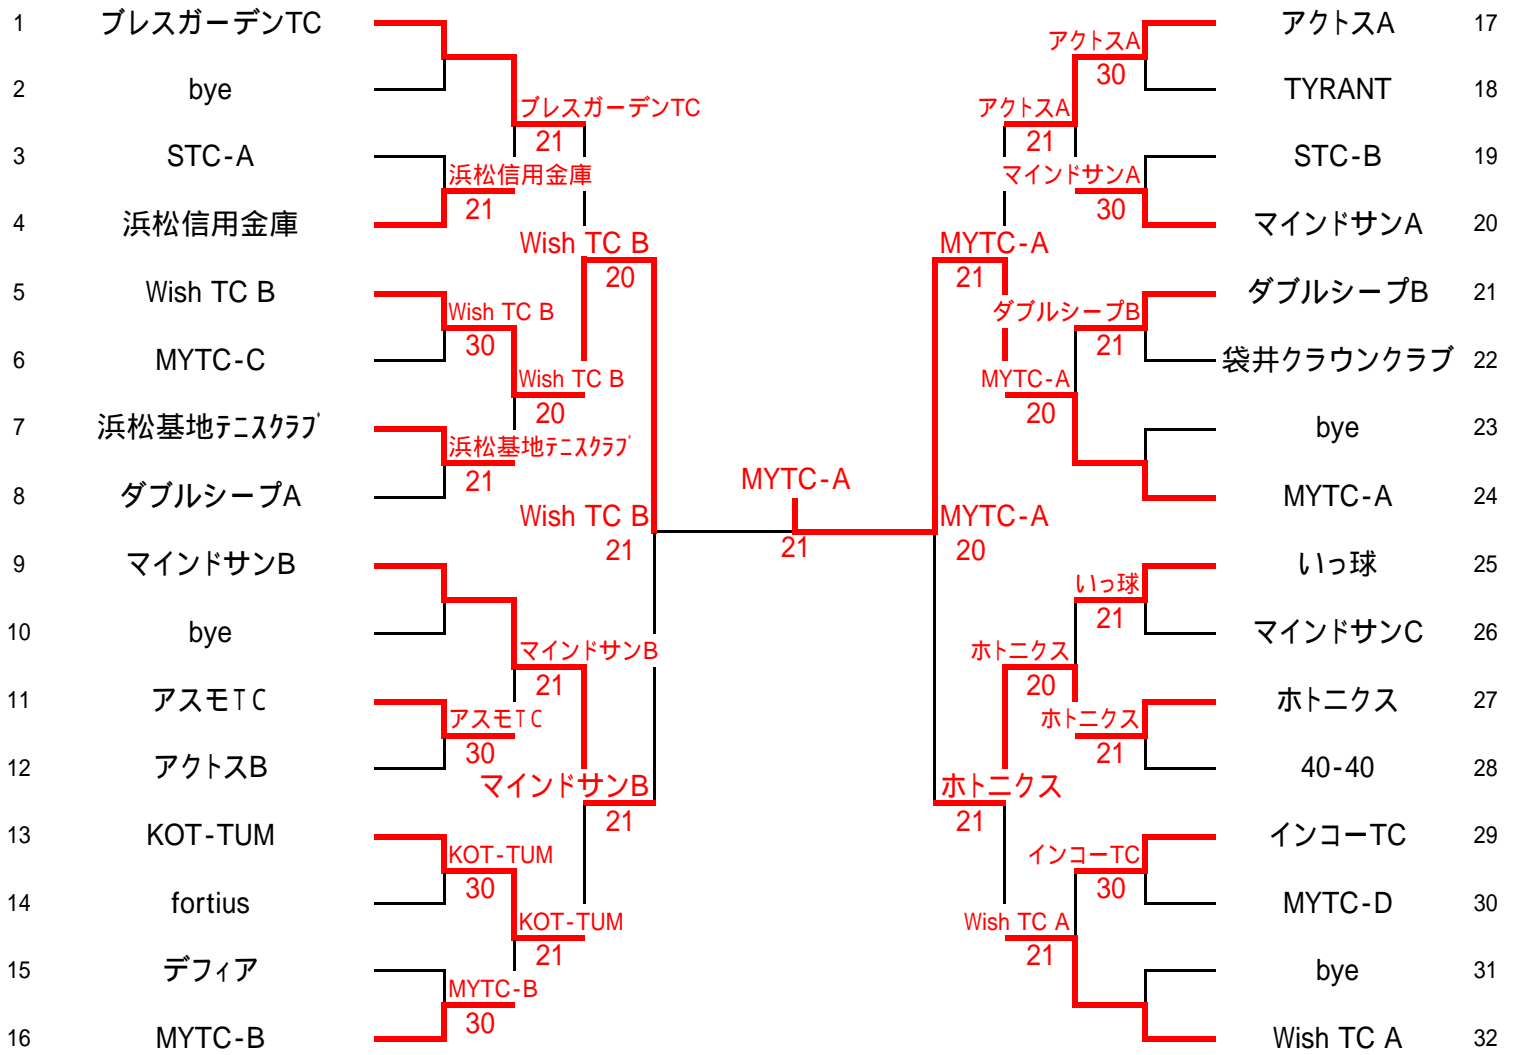 1 ブレスガーデンTC
2 bye
3 STC-A
4 浜松信用金庫
5 Wish TC B
6 MYTC-C
7 浜松基地ﾃﾆｽｸﾗﾌﾞ
8 ダブルシープA
9 マインドサンB
10 bye
11 アスモTC
12 アクトスB
13 KOT-TUM
14 fortius
15 デフィア
16 MYTC-B
ブレスガーデンTC
21
浜松信用金庫
21
Wish TC B
20
Wish TC B
30
Wish TC B
20
浜松基地ﾃﾆｽｸﾗﾌﾞ
21
Wish TC B
21
マインドサンB
21
アスモTC
30
マインドサンB
21
KOT-TUM
30
KOT-TUM
21
MYTC-B
30
MYTC-A
21
アクトスA
30
アクトスA
21
マインドサンA
30
MYTC-A
21
ダブルシープB
21
MYTC-A
20
MYTC-A
20
いっ球
21
ホトニクス
20
ホトニクス
21
ホトニクス
21
インコーTC
30
Wish TC A
21
アクトスA 17
TYRANT 18
STC-B 19
マインドサンA 20
ダブルシープB 21
袋井クラウンクラブ 22
bye 23
MYTC-A 24
いっ球 25
マインドサンC 26
ホトニクス 27
40-40 28
インコーTC 29
MYTC-D 30
bye 31
Wish TC A 32